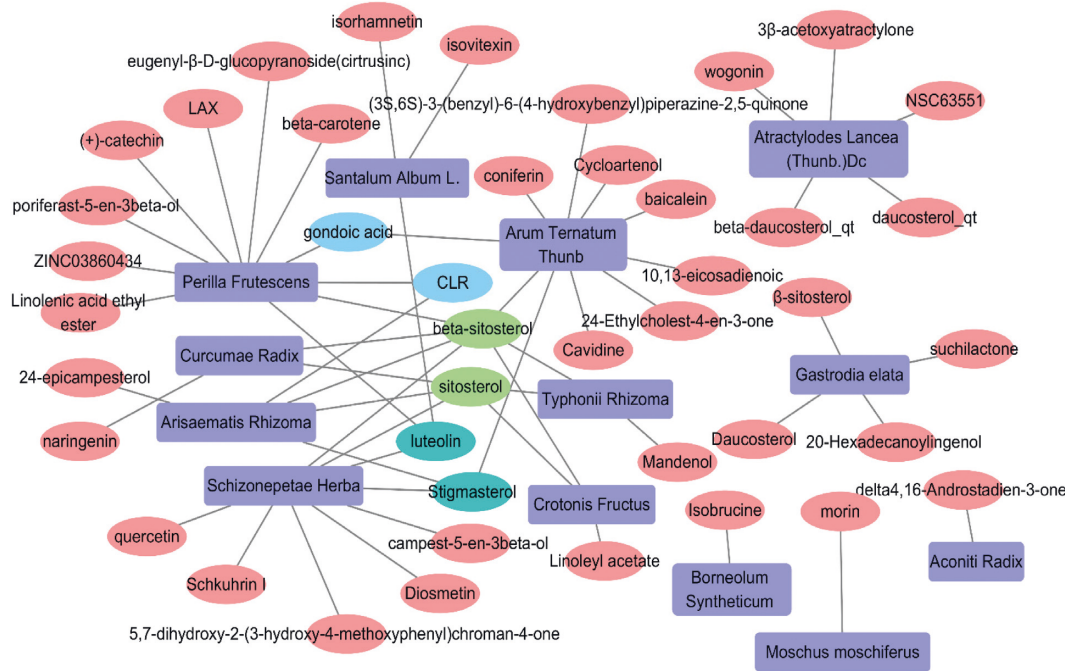 isorhamnetin
3β-acetoxyatractylone
isovitexin
eugenyl-β-D-glucopyranoside(cirtrusinc)
wogonin
(3S,6S)-3-(benzyl)-6-(4-hydroxybenzyl)piperazine-2,5-quinone
NSC63551
LAX
beta-carotene
(+)-catechin
Atractylodes Lancea
(Thunb.)Dc
Santalum Album L.
coniferin
Cycloartenol
baicalein
poriferast-5-en-3beta-ol
gondoic acid
Arum Ternatum
Thunb
beta-daucosterol_qt
daucosterol_qt
ZINC03860434
Perilla Frutescens
CLR
10,13-eicosadienoic
Linolenic acid ethyl
ester
β-sitosterol
beta-sitosterol
24-Ethylcholest-4-en-3-one
Cavidine
suchilactone
Curcumae Radix
24-epicampesterol
sitosterol
Gastrodia elata
Typhonii Rhizoma
Arisaematis Rhizoma
naringenin
luteolin
Daucosterol
20-Hexadecanoylingenol
Mandenol
Schizonepetae Herba
Stigmasterol
delta4,16-Androstadien-3-one
Crotonis Fructus
Isobrucine
morin
quercetin
campest-5-en-3beta-ol
Linoleyl acetate
Aconiti Radix
Schkuhrin I
Diosmetin
Borneolum
Syntheticum
5,7-dihydroxy-2-(3-hydroxy-4-methoxyphenyl)chroman-4-one
Moschus moschiferus